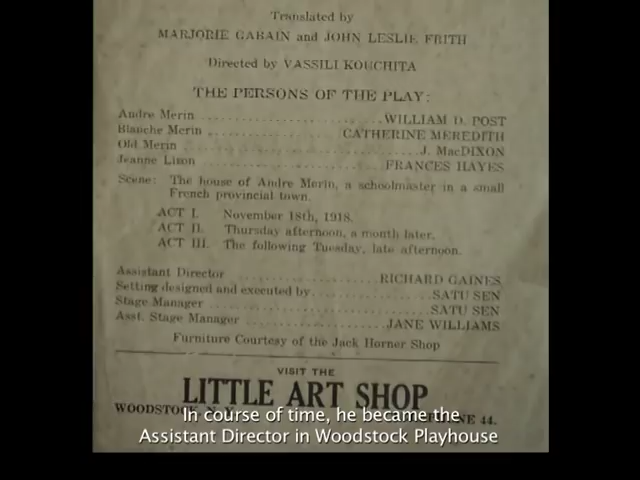 Translated by
MARJORIE GABAIN and JOHN LESLIE FRITH
Directed by VASSILI KOUCHITA
THE PERSONS OF THE PLAY:
Andre Merin ........ WILLIAM D. POST
Blanche Merin ........ CATHERINE MEREDITH
Old Merin ........ J. MacDIXON
Jeanne Lison ........ FRANCES HAYES
Scene: The house of Andre Merin, a schoolmaster in a small
French provincial town.
ACT I. November 18th, 1918.
ACT II. Thursday afternoon, a month later.
ACT III. The following Tuesday, late afternoon.
Assistant Director ........ RICHARD GAINES
Setting designed and executed by ........ SATU SEN
Stage Manager ........ SATU SEN
Asst. Stage Manager ........ JANE WILLIAMS
Furniture Courtesy of the Jack Horner Shop
VISIT THE
LITTLE ART SHOP
WOODSTOCK, N. Y. 44.
In course of time, he became the
Assistant Director in Woodstock Playhouse